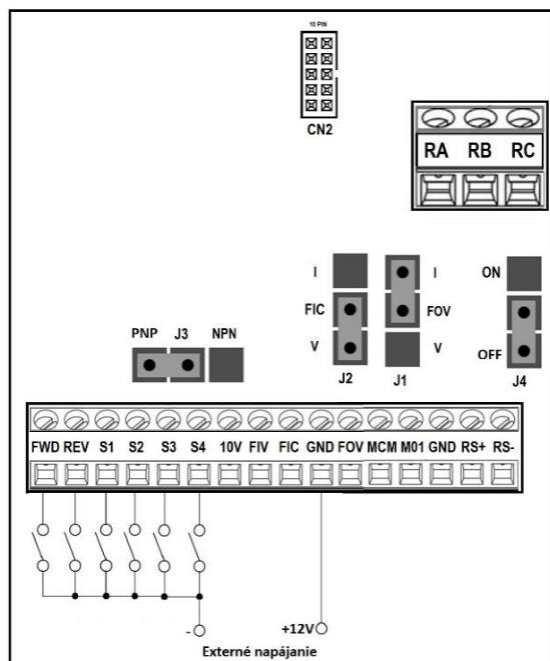 10 PIN
CN2
RA RB RC
I I ON
FIC FOV
PNP J3 NPN
V V OFF
J2 J1 J4
FWD REV S1 S2 S3 S4 10V FIV FIC GND FOV MCM M01 GND RS+ RS-
- +12V
Externé napájanie